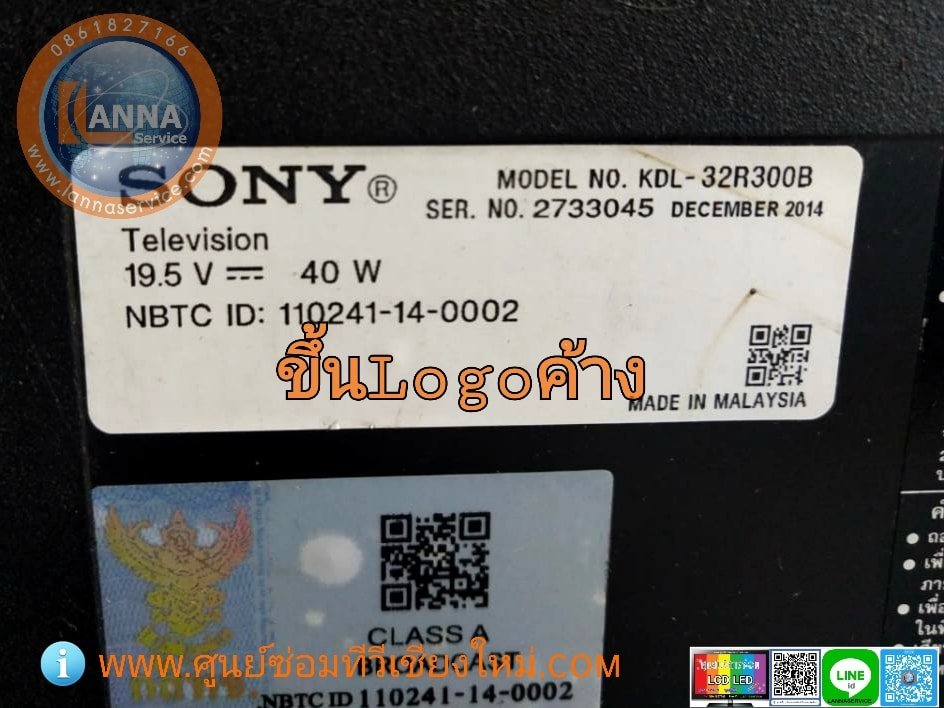 0861827166
LANNA
Service
www.lannaservice.com
SONY®
MODEL NO. KDL-32R300B
SER. NO. 2733045 DECEMBER 2014
Television
19.5 V ⎓ 40 W
NBTC ID: 110241-14-0002
ขึ้นLogoค้าง
MADE IN MALAYSIA
CLASS A
NBTC ID 110241-14-0002
www.ศูนย์ซ่อมทีวีเชียงใหม่.COM
LCD LED
LINE
id
LANNASERVICE